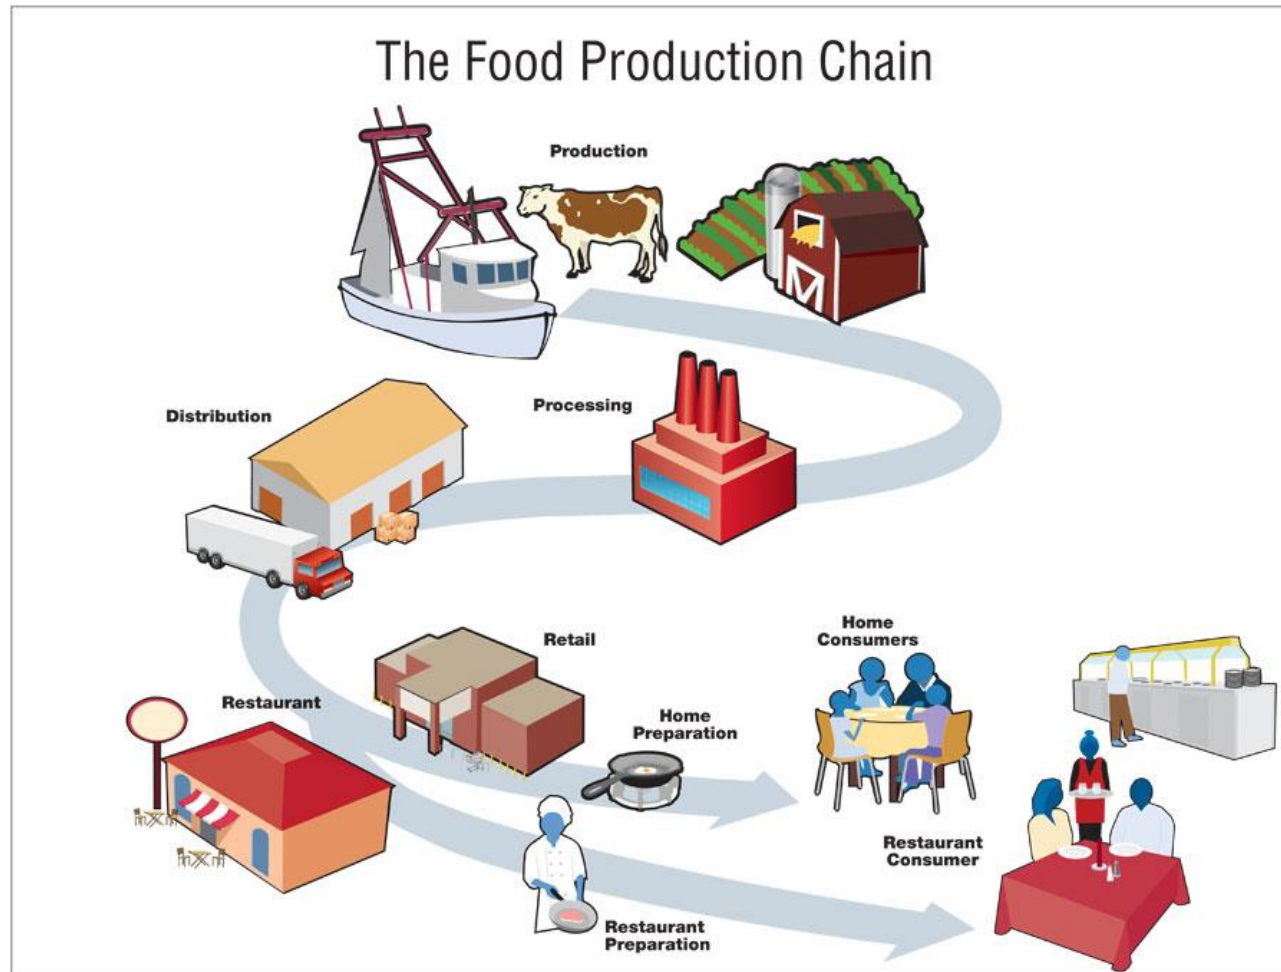 The Food Production Chain
Production
Processing
Distribution
Retail
Home
Consumers
Restaurant
Home
Preparation
Restaurant
Consumer
Restaurant
Preparation